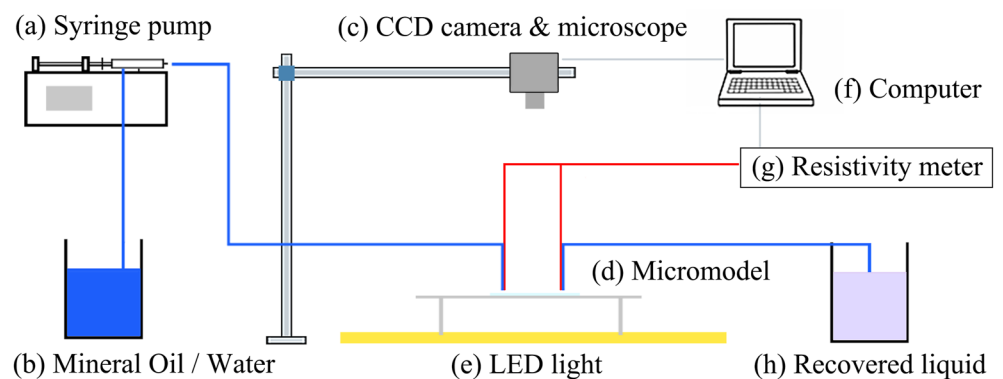 (a) Syringe pump
(c) CCD camera & microscope
(f) Computer
(g) Resistivity meter
(d) Micromodel
(b) Mineral Oil / Water
(e) LED light
(h) Recovered liquid